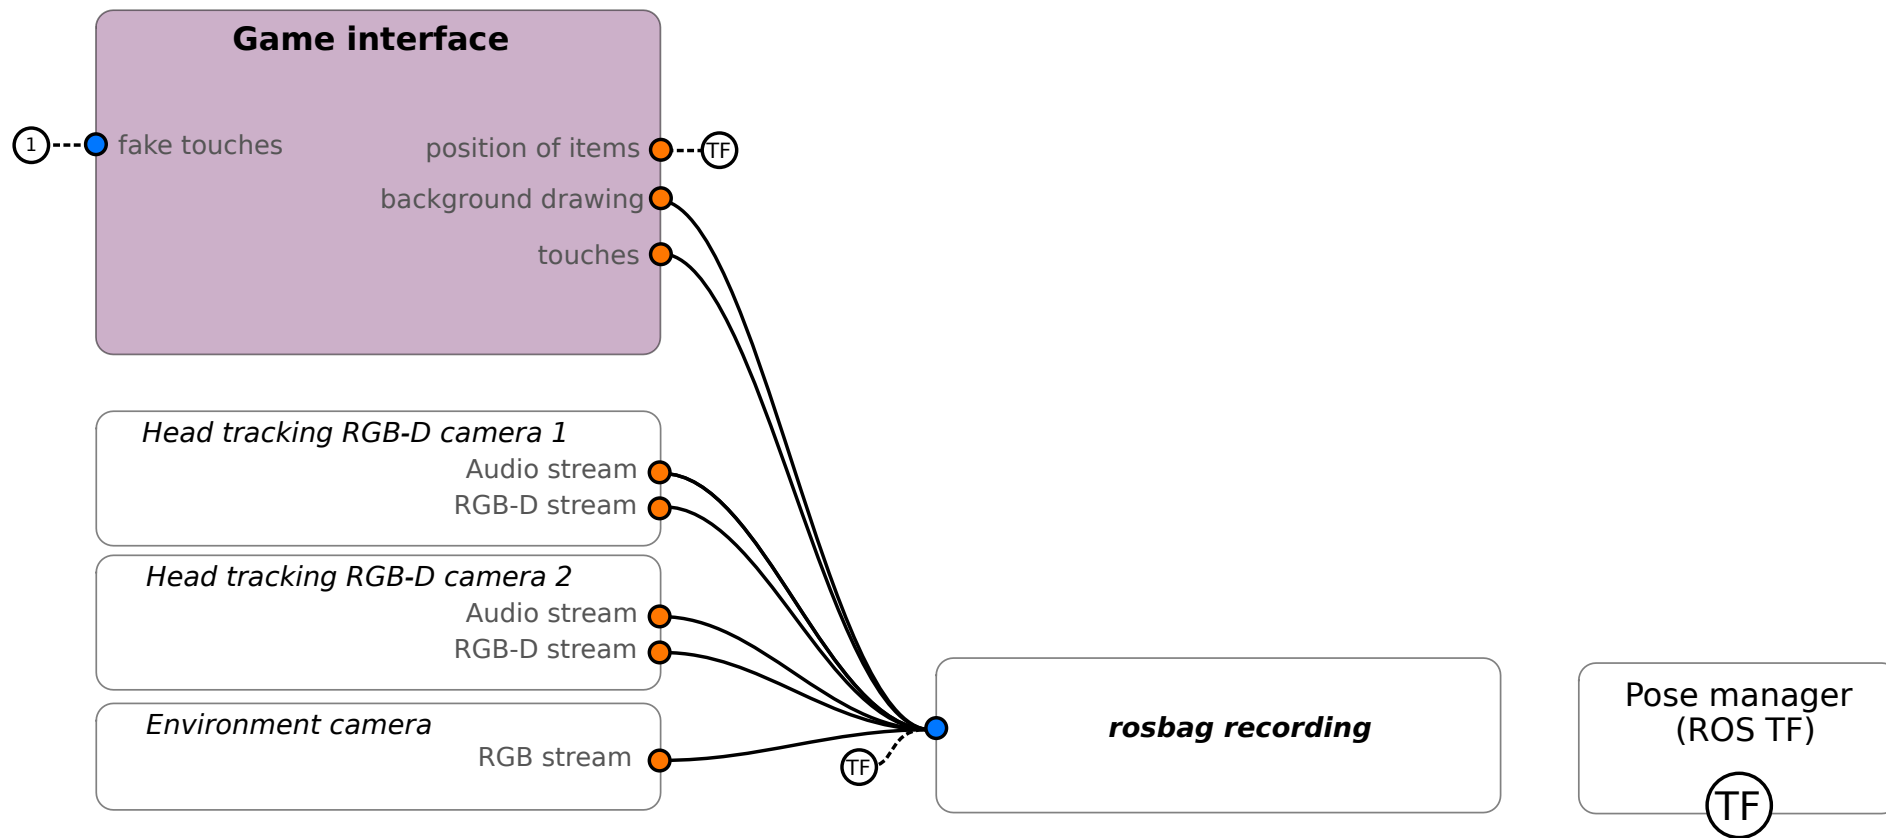 Game interface
1
fake touches
position of items
TF
background drawing
touches
Head tracking RGB-D camera 1
Audio stream
RGB-D stream
Head tracking RGB-D camera 2
Audio stream
RGB-D stream
Environment camera
RGB stream
TF
rosbag recording
Pose manager
(ROS TF)
TF